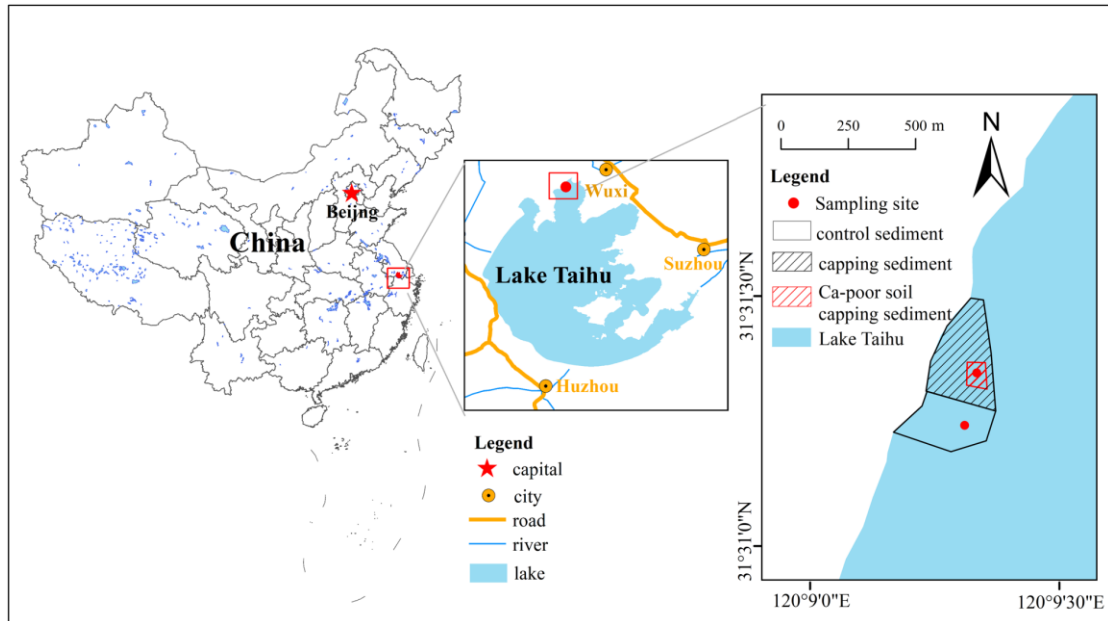 Beijng
China
Wuxi
Suzhou
Lake Taihu
Huzhou
Legend
capital
city
road
river
lake
0 250 500 m
N
Legend
Sampling site
control sediment
capping sediment
Ca-poor soil
capping sediment
Lake Taihu
31°31'30"N
31°31'0"N
120°9'0"E
120°9'30"E